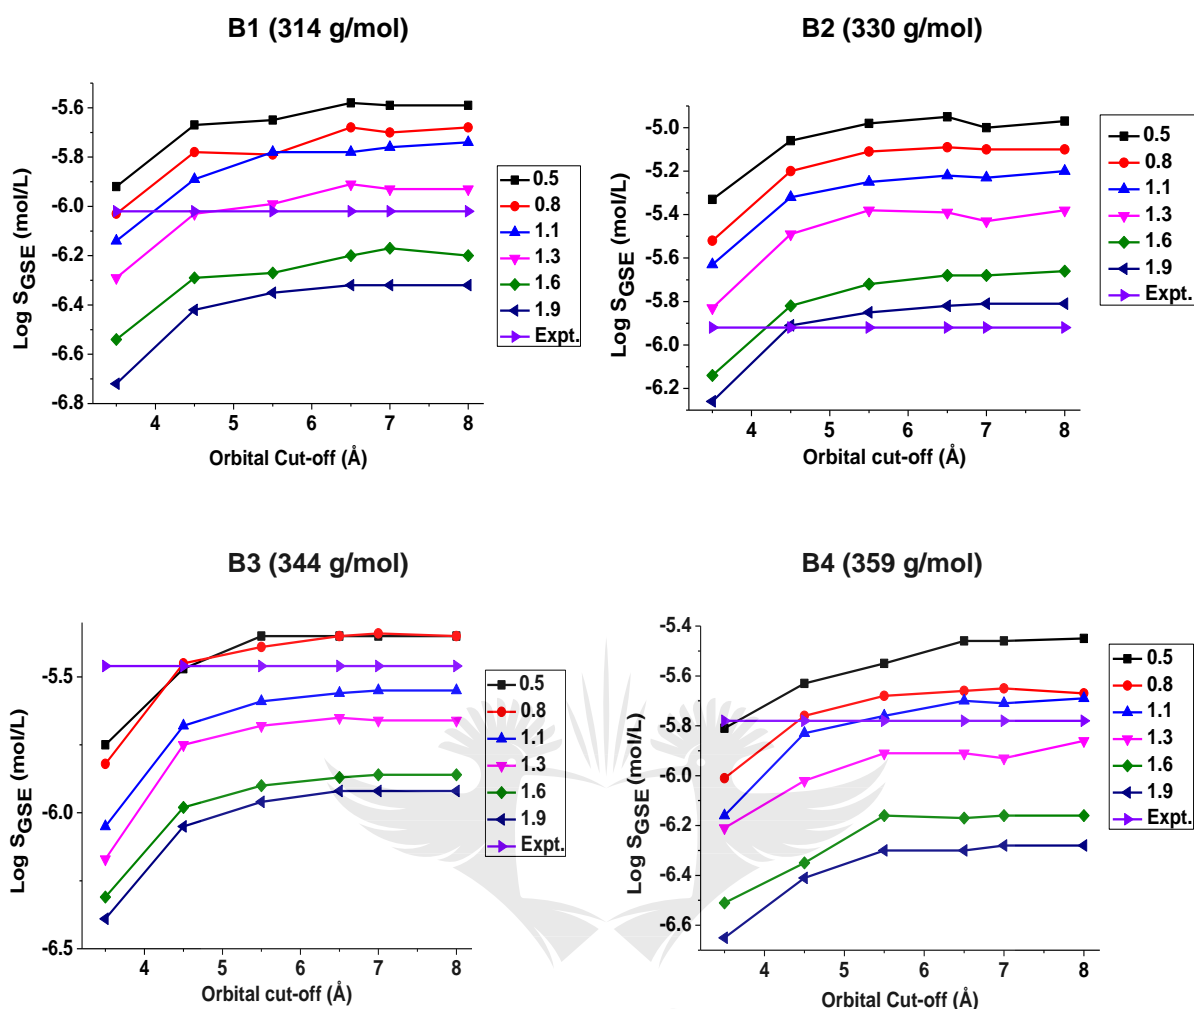 B1 (314 g/mol)
Log SGSE (mol/L)
-5.6
-5.8
-6.0
-6.2
-6.4
-6.6
-6.8
4 5 6 7 8
Orbital Cut-off (Å)
0.5
0.8
1.1
1.3
1.6
1.9
Expt.
B2 (330 g/mol)
Log SGSE (mol/L)
-5.0
-5.2
-5.4
-5.6
-5.8
-6.0
-6.2
4 5 6 7 8
Orbital cut-off (Å)
0.5
0.8
1.1
1.3
1.6
1.9
Expt.
B3 (344 g/mol)
Log SGSE (mol/L)
-5.5
-6.0
-6.5
4 5 6 7 8
Orbital cut-off (Å)
0.5
0.8
1.1
1.3
1.6
1.9
Expt.
B4 (359 g/mol)
Log SGSE (mol/L)
-5.4
-5.6
-5.8
-6.0
-6.2
-6.4
-6.6
4 5 6 7 8
Orbital Cut-off (Å)
0.5
0.8
1.1
1.3
1.6
1.9
Expt.